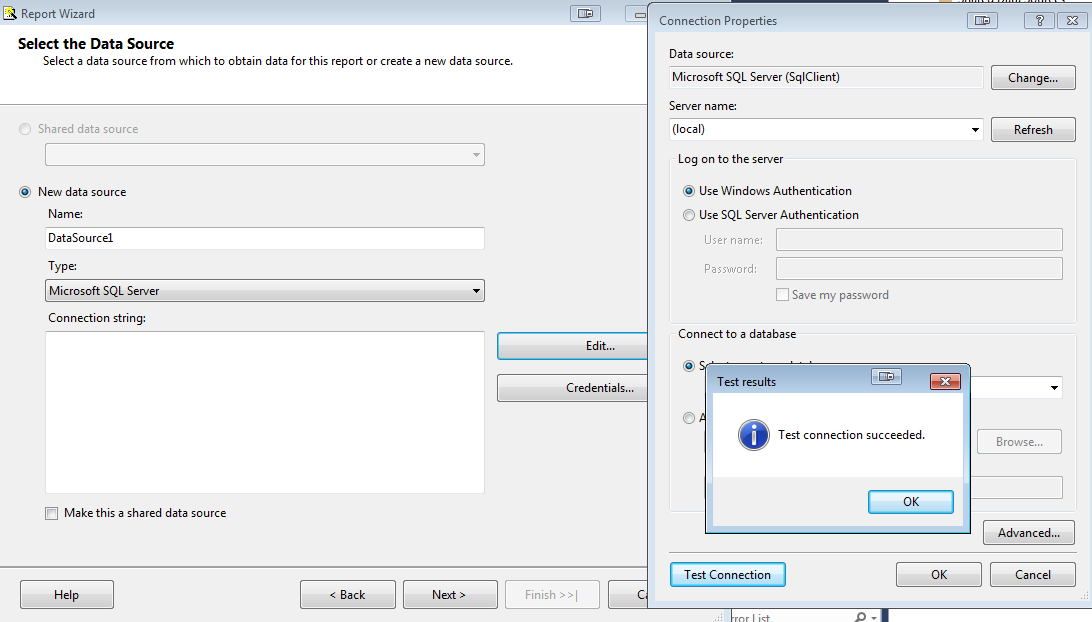 Report Wizard
Select the Data Source
Select a data source from which to obtain data for this report or create a new data source.
Shared data source
New data source
Name:
DataSource1
Type:
Microsoft SQL Server
Connection string:
Edit...
Credentials...
Make this a shared data source
Help
< Back
Next >
Finish >>|
Ca
Connection Properties
Data source:
Microsoft SQL Server (SqlClient)
Change...
Server name:
(local)
Refresh
Log on to the server
Use Windows Authentication
Use SQL Server Authentication
User name:
Password:
Save my password
Connect to a database
Test results
Test connection succeeded.
OK
Browse...
Advanced...
Test Connection
OK
Cancel
rror List